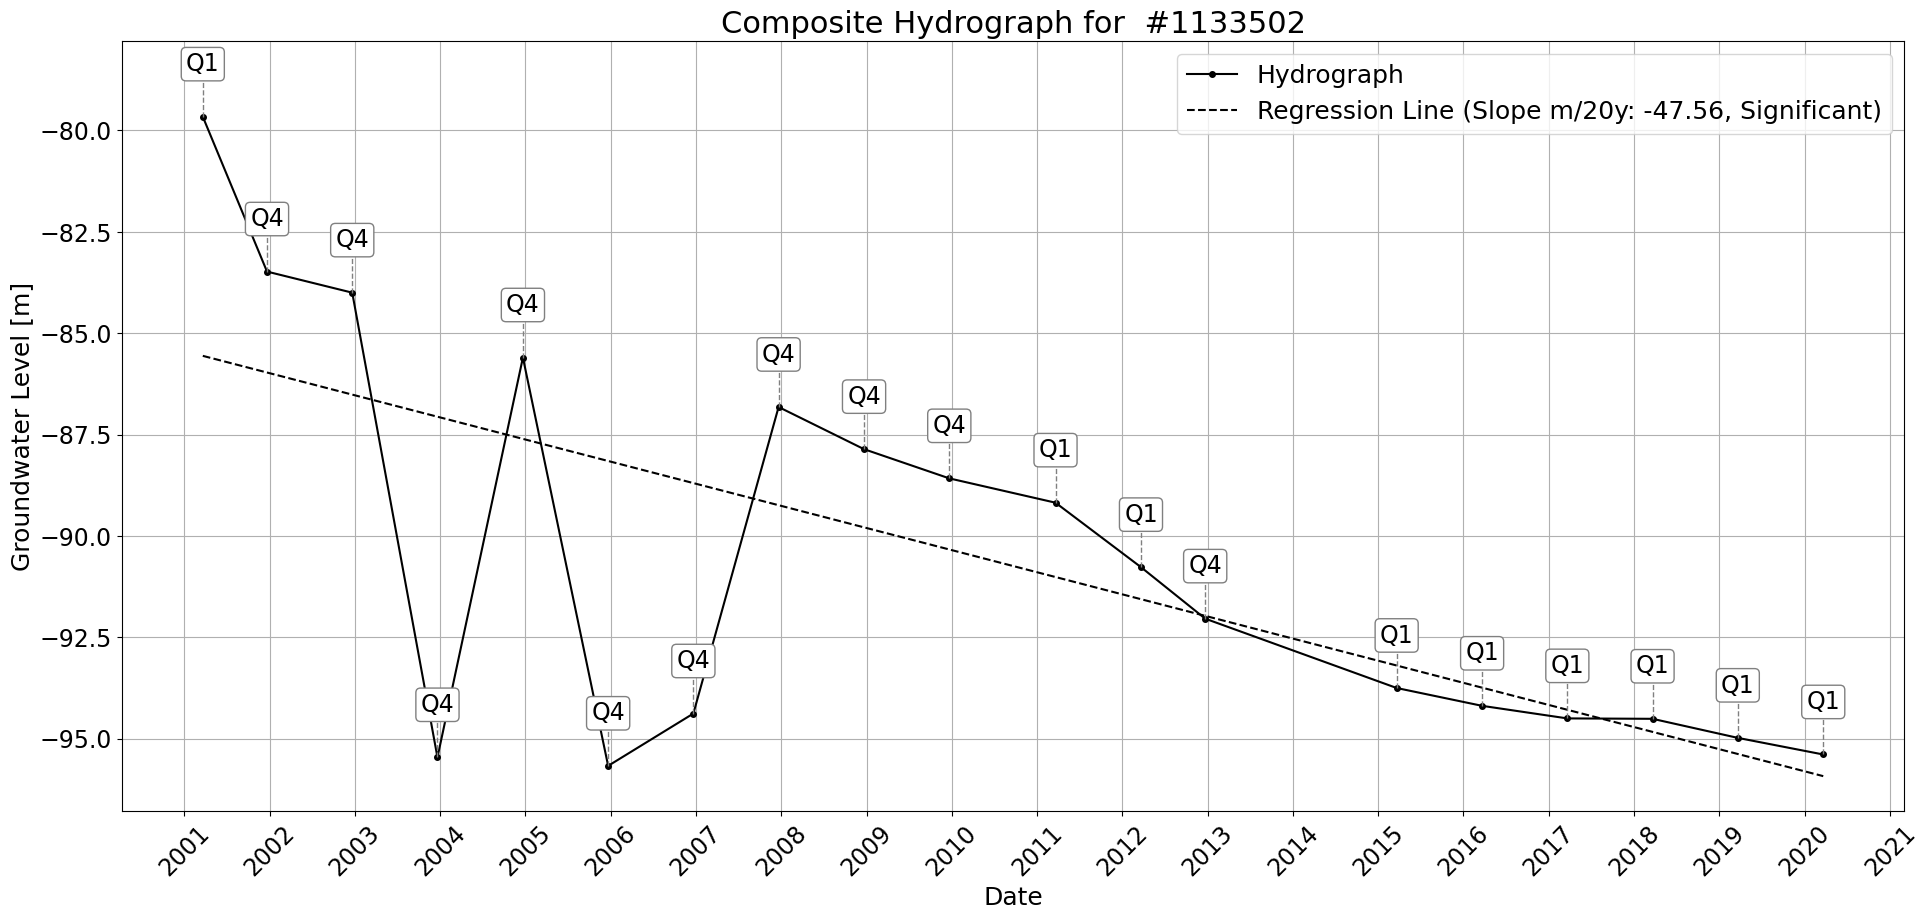 Composite Hydrograph for  #1133502
Hydrograph
Regression Line (Slope m/20y: -47.56, Significant)
Groundwater Level [m]
−80.0
−82.5
−85.0
−87.5
−90.0
−92.5
−95.0
Q1
Q4
Q4
Q4
Q4
Q4
Q4
Q4
Q4
Q4
Q1
Q1
Q4
Q1
Q1
Q1
Q1
Q1
Q1
2001
2002
2003
2004
2005
2006
2007
2008
2009
2010
2011
2012
2013
2014
2015
2016
2017
2018
2019
2020
2021
Date